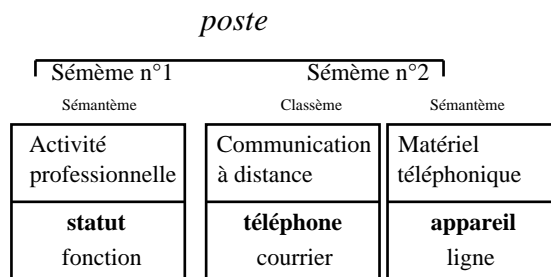 poste
Sémème n°1 Sémème n°2
Sémantème Classème Sémantème
Activité professionnelle
Communication à distance
Matériel téléphonique
statut
fonction
téléphone
courrier
appareil
ligne